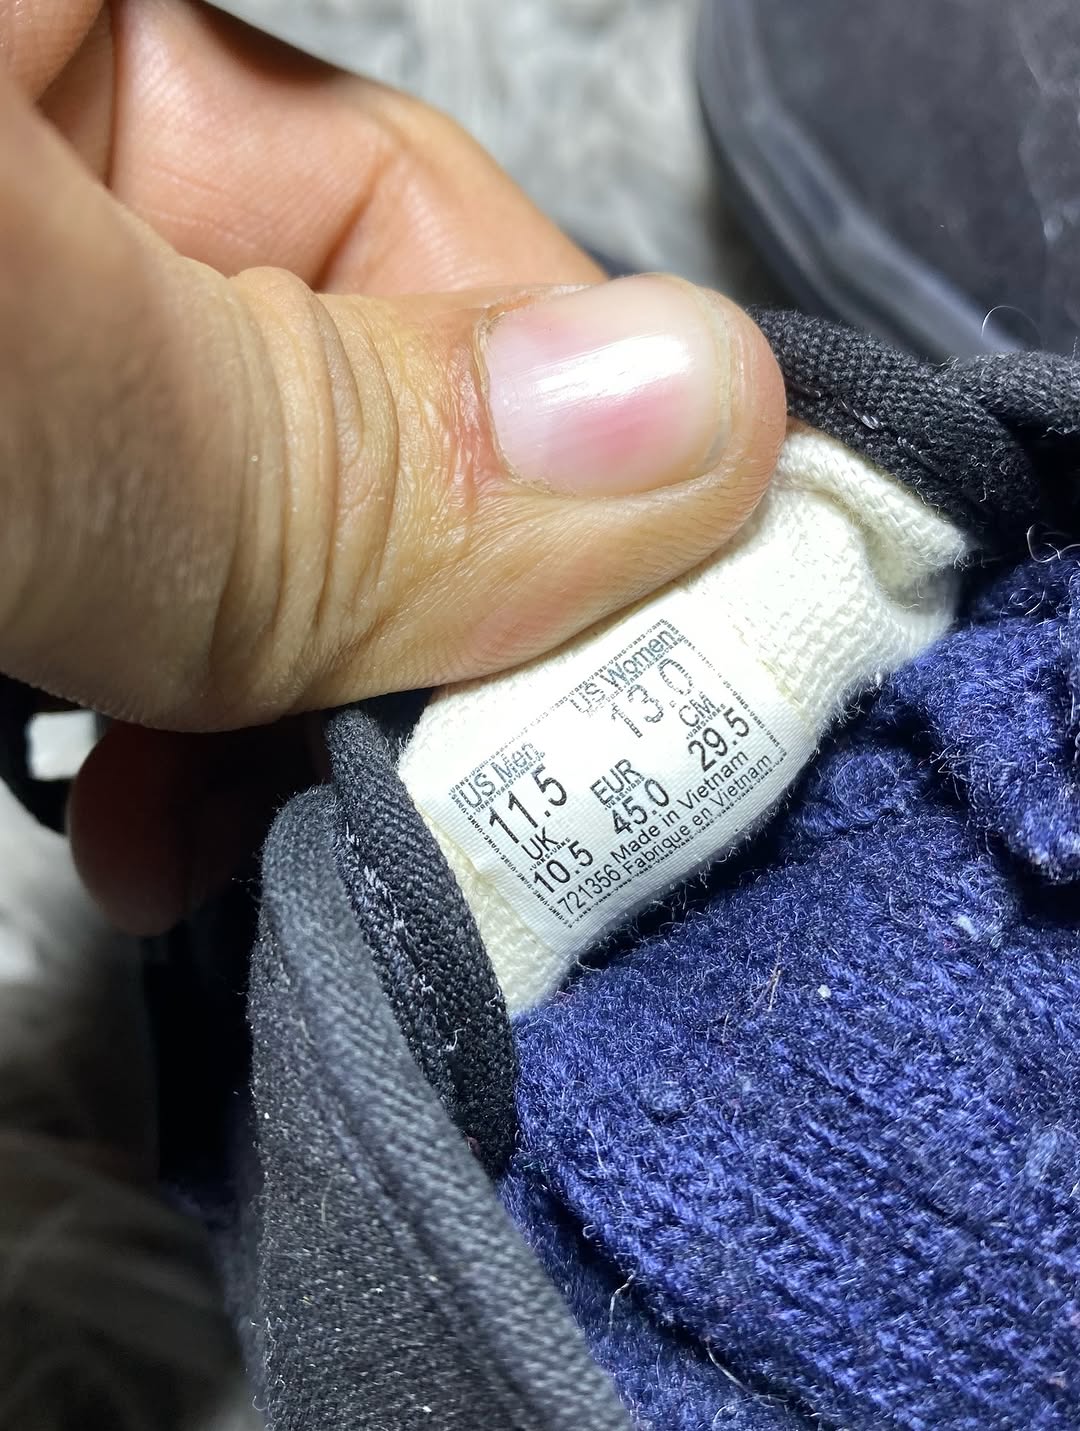 US Men US Women
11.5 13.0
UK EUR CM
10.5 45.0 29.5
721356 Made in Vietnam
Fabrique en Vietnam